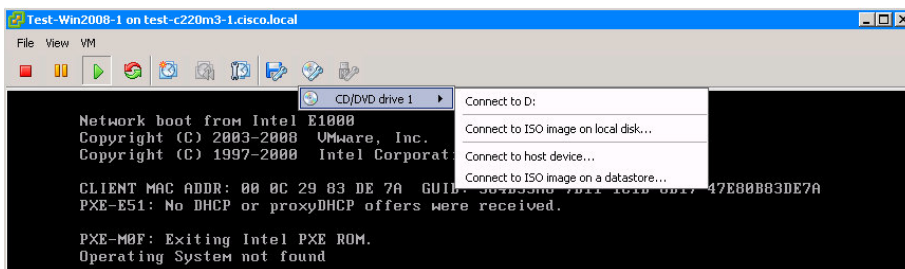 Test-Win2008-1 on test-c220m3-1.cisco.local
File View VM
CD/DVD drive 1
Connect to D:
Connect to ISO image on local disk...
Connect to host device...
Connect to ISO image on a datastore...
Network boot from Intel E1000
Copyright (C) 2003-2008 VMware, Inc.
Copyright (C) 1997-2000 Intel Corporat
CLIENT MAC ADDR: 00 0C 29 83 DE 7A GUID: 47E80B83DE7A
PXE-E51: No DHCP or proxyDHCP offers were received.
PXE-M0F: Exiting Intel PXE ROM.
Operating System not found